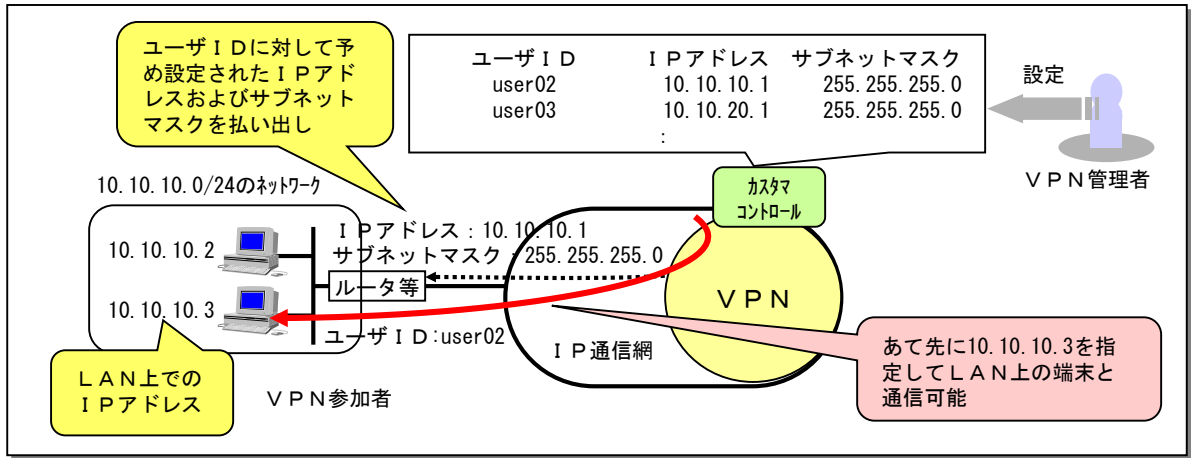 ユーザＩＤに対して予
め設定されたＩＰアド
レスおよびサブネット
マスクを払い出し
ユーザＩＤ ＩＰアドレス サブネットマスク
user02 10.10.10.1 255.255.255.0
user03 10.10.20.1 255.255.255.0
:
設定
ＶＰＮ管理者
ｶｽﾀﾏ
ｺﾝﾄﾛｰﾙ
10.10.10.0/24のﾈｯﾄﾜｰｸ
ＩＰアドレス：10.10.10.1
サブネットマスク：255.255.255.0
10.10.10.2
ルータ等
10.10.10.3
ユーザＩＤ:user02
ＶＰＮ
ＩＰ通信網
ＬＡＮ上での
ＩＰアドレス
ＶＰＮ参加者
あて先に10.10.10.3を指
定してＬＡＮ上の端末と
通信可能